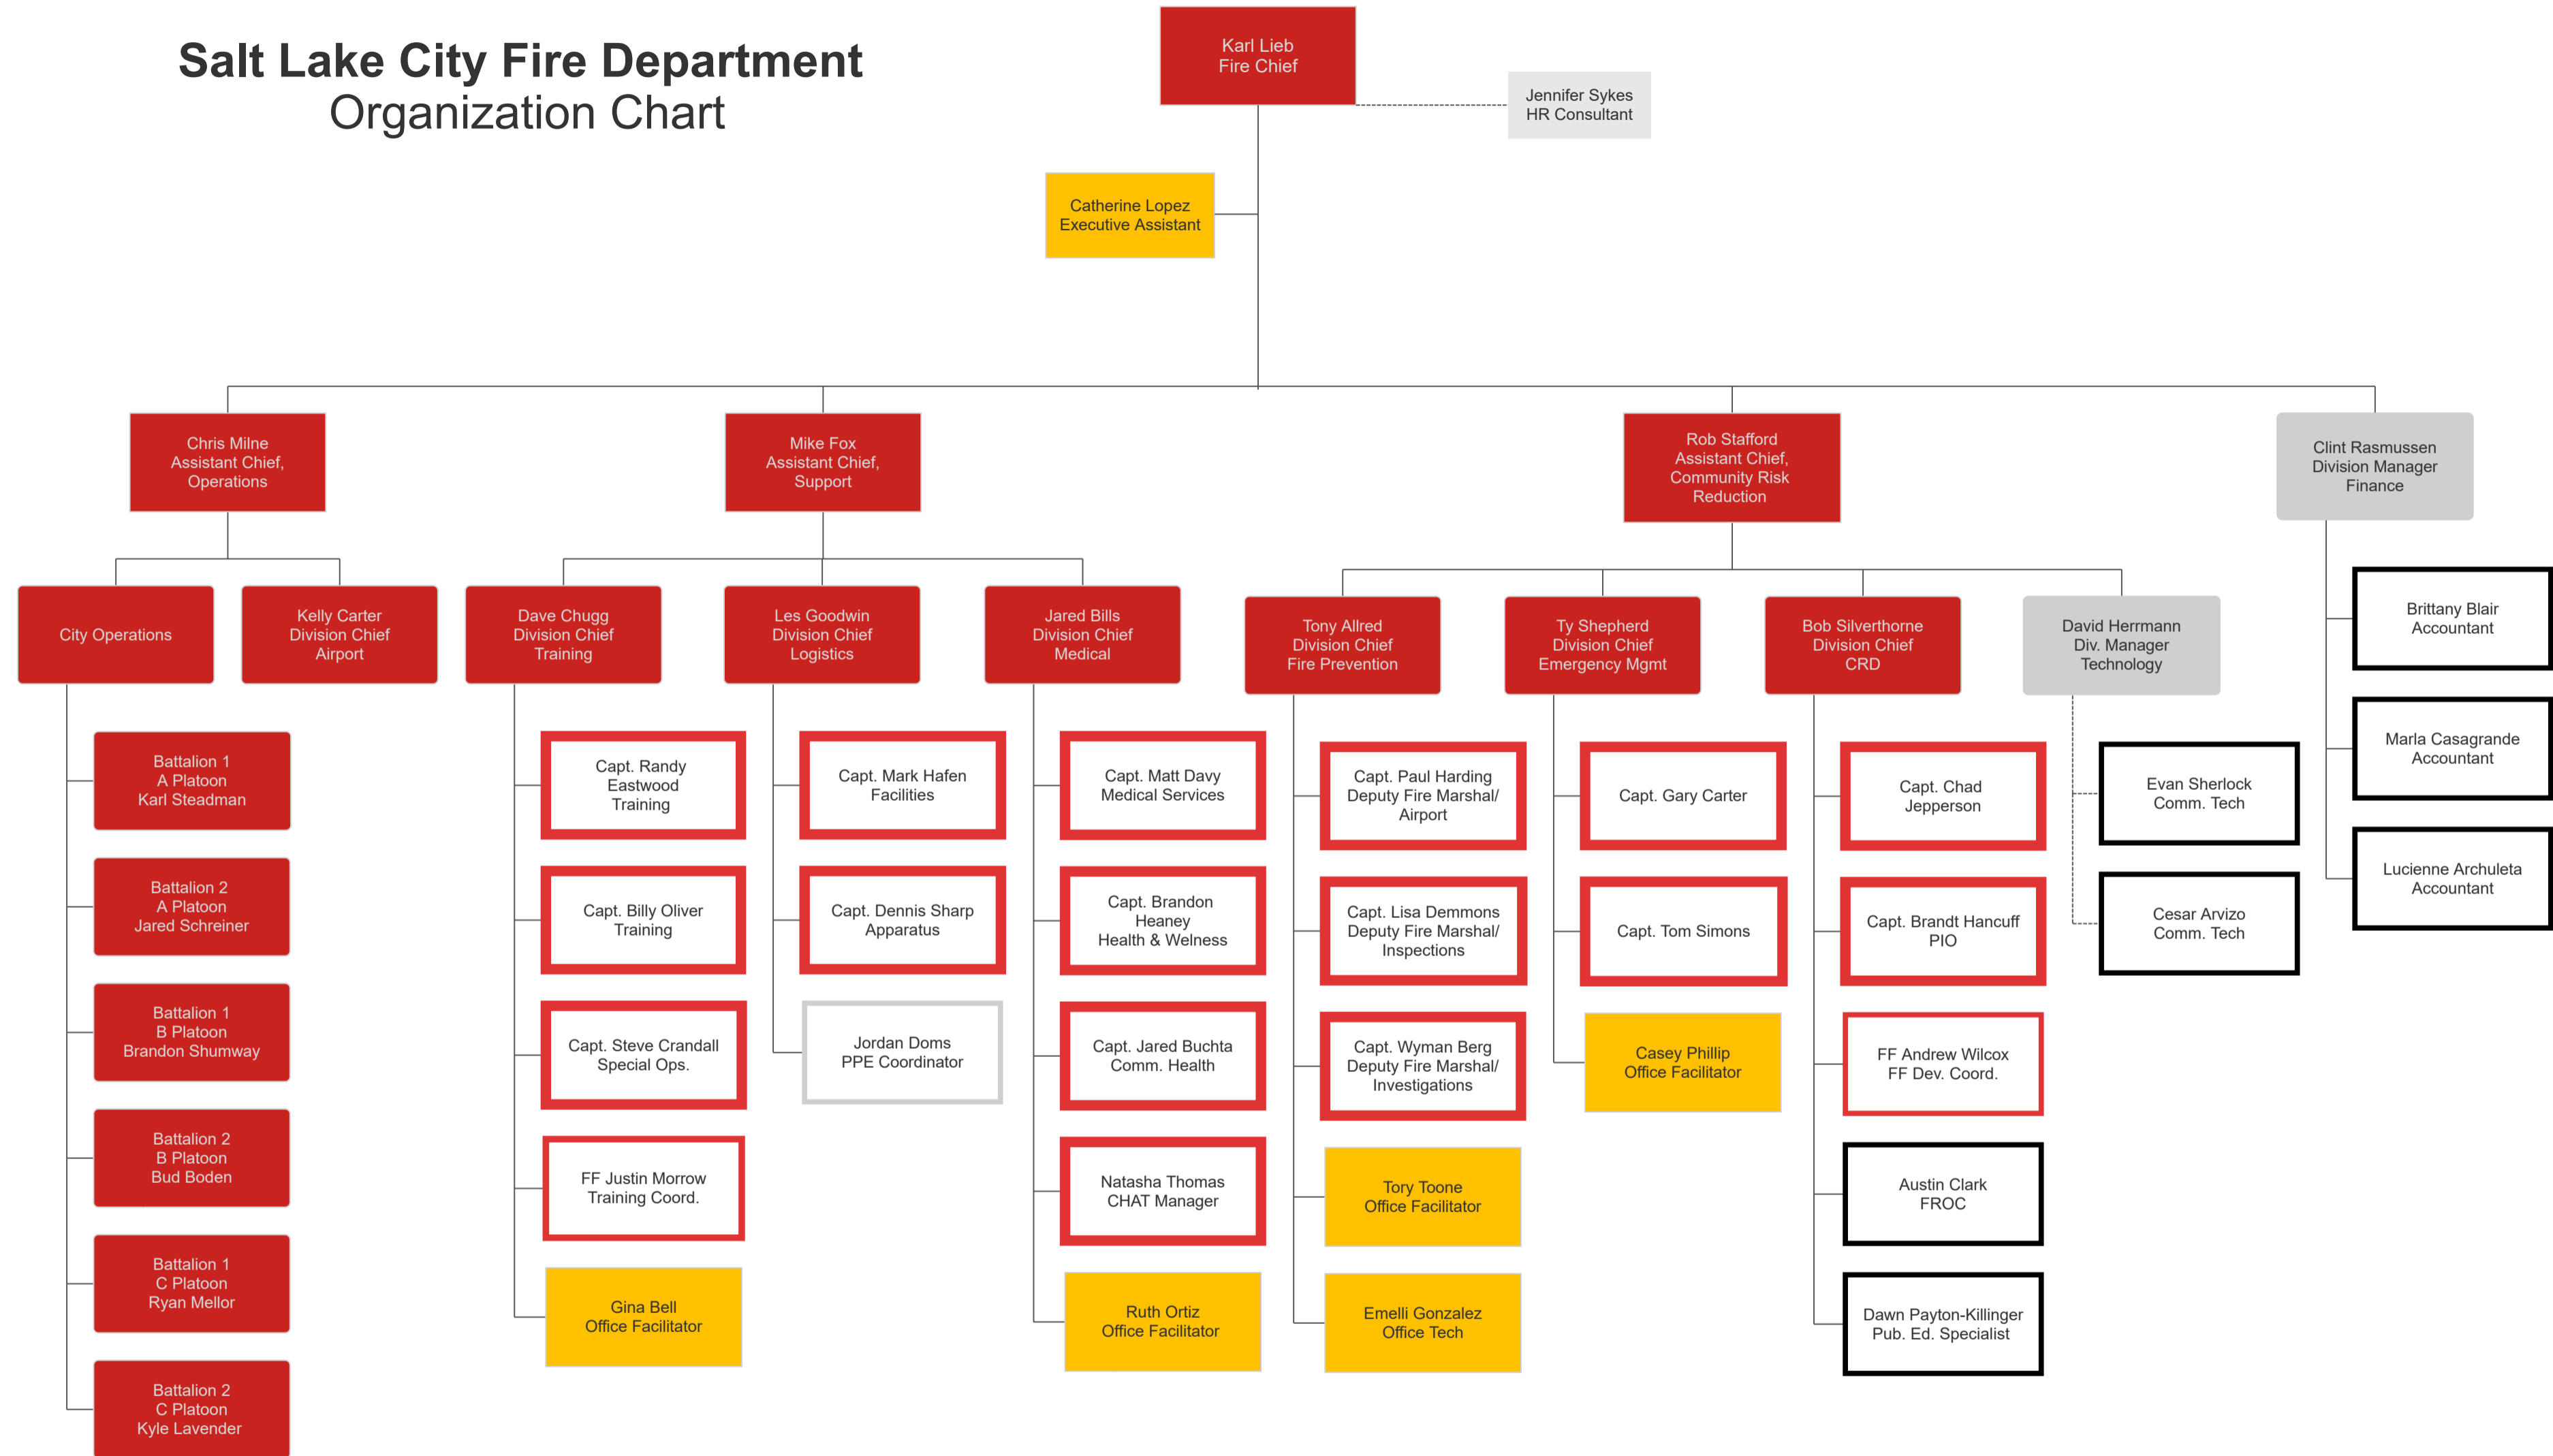 Salt Lake City Fire Department
Organization Chart
Karl Lieb
Fire Chief
Jennifer Sykes
HR Consultant
Catherine Lopez
Executive Assistant
Chris Milne
Assistant Chief,
Operations
Mike Fox
Assistant Chief,
Support
Rob Stafford
Assistant Chief,
Community Risk
Reduction
Clint Rasmussen
Division Manager
Finance
City Operations
Kelly Carter
Division Chief
Airport
Dave Chugg
Division Chief
Training
Les Goodwin
Division Chief
Logistics
Jared Bills
Division Chief
Medical
Tony Allred
Division Chief
Fire Prevention
Ty Shepherd
Division Chief
Emergency Mgmt
Bob Silverthorne
Division Chief
CRD
David Herrmann
Div. Manager
Technology
Battalion 1
A Platoon
Karl Steadman
Battalion 2
A Platoon
Jared Schreiner
Battalion 1
B Platoon
Brandon Shumway
Battalion 2
B Platoon
Bud Boden
Battalion 1
C Platoon
Ryan Mellor
Battalion 2
C Platoon
Kyle Lavender
Capt. Randy
Eastwood
Training
Capt. Billy Oliver
Training
Capt. Steve Crandall
Special Ops.
FF Justin Morrow
Training Coord.
Gina Bell
Office Facilitator
Capt. Mark Hafen
Facilities
Capt. Dennis Sharp
Apparatus
Jordan Doms
PPE Coordinator
Capt. Matt Davy
Medical Services
Capt. Brandon
Heaney
Health & Welness
Capt. Jared Buchta
Comm. Health
Natasha Thomas
CHAT Manager
Ruth Ortiz
Office Facilitator
Capt. Paul Harding
Deputy Fire Marshal/
Airport
Capt. Lisa Demmons
Deputy Fire Marshal/
Inspections
Capt. Wyman Berg
Deputy Fire Marshal/
Investigations
Tory Toone
Office Facilitator
Emelli Gonzalez
Office Tech
Capt. Gary Carter
Capt. Tom Simons
Casey Phillip
Office Facilitator
Capt. Chad
Jepperson
Capt. Brandt Hancuff
PIO
FF Andrew Wilcox
FF Dev. Coord.
Austin Clark
FROC
Dawn Payton-Killinger
Pub. Ed. Specialist
Evan Sherlock
Comm. Tech
Cesar Arvizo
Comm. Tech
Brittany Blair
Accountant
Marla Casagrande
Accountant
Lucienne Archuleta
Accountant